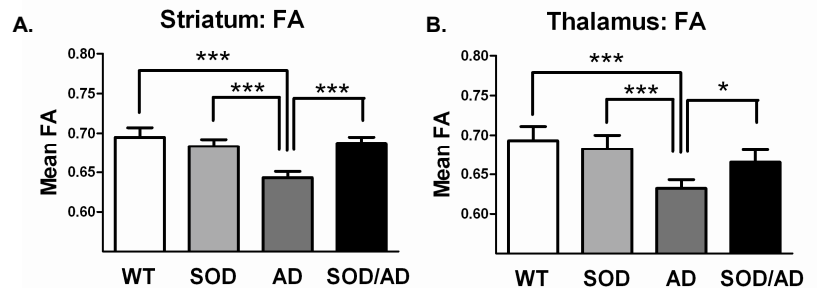 A.
Striatum: FA
Mean FA
0.80
0.75
0.70
0.65
0.60
***
***
***
WT SOD AD SOD/AD
B.
Thalamus: FA
Mean FA
0.80
0.75
0.70
0.65
0.60
***
***
*
WT SOD AD SOD/AD